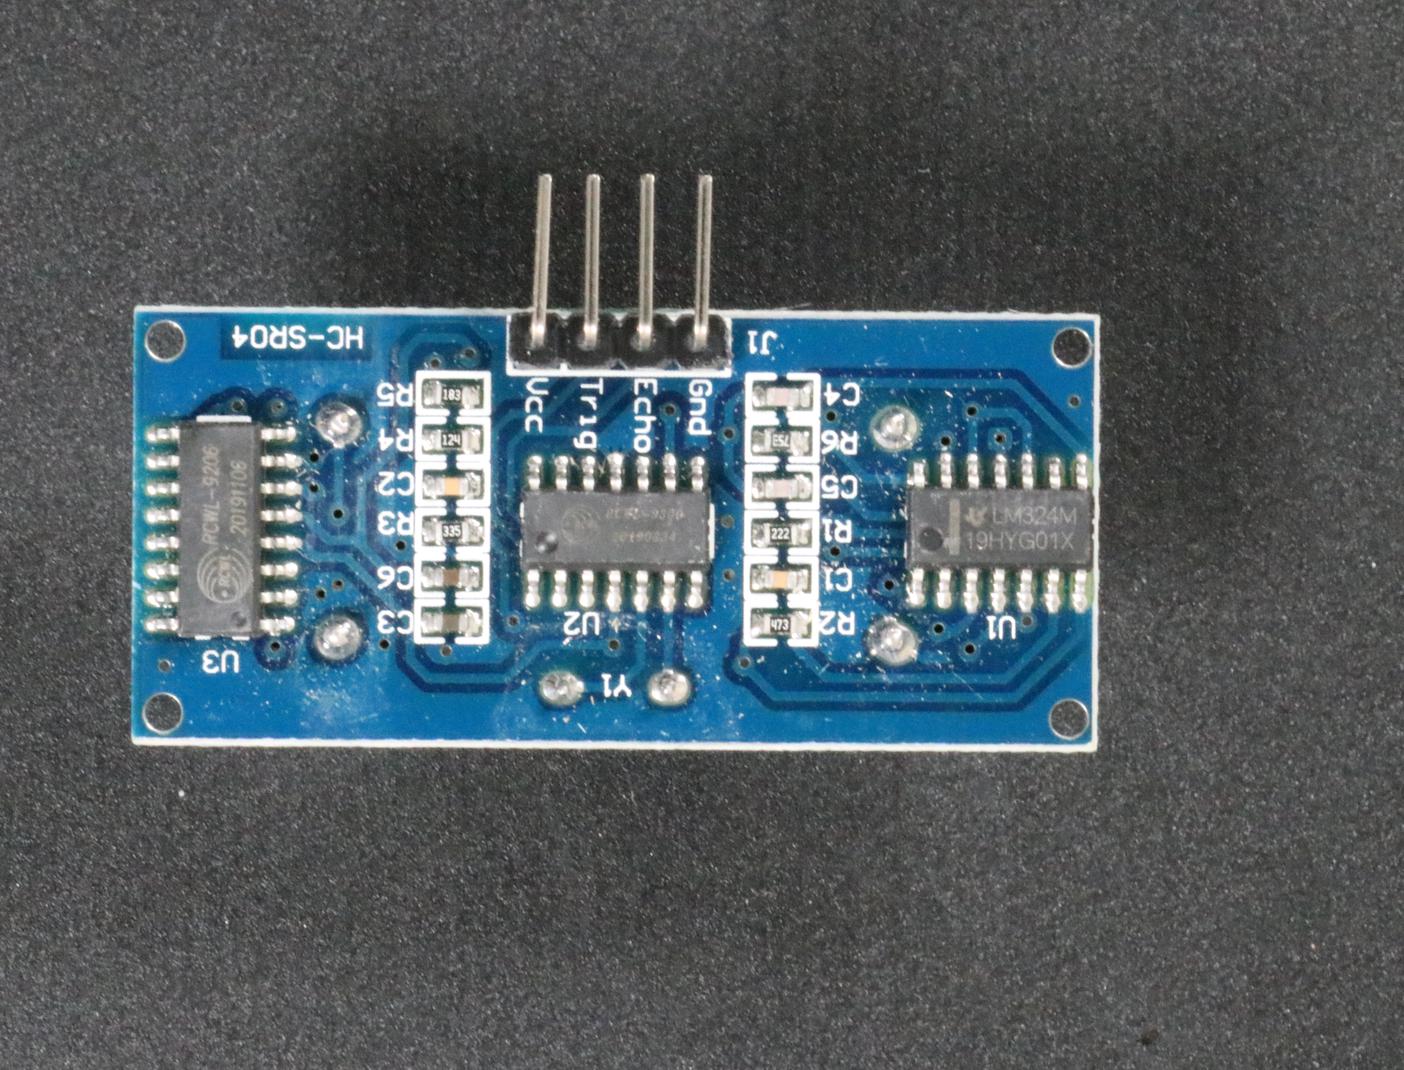 HC-SR04
J1
Vcc
Trig
Echo
Gnd
R5
103
R4
124
C2
R3
335
C6
C3
C4
R6
753
C5
R1
222
C1
R2
473
RCWL-9206
20191106
RCWL
U3
U2
Y1
LM324M
19HYG01X
U1